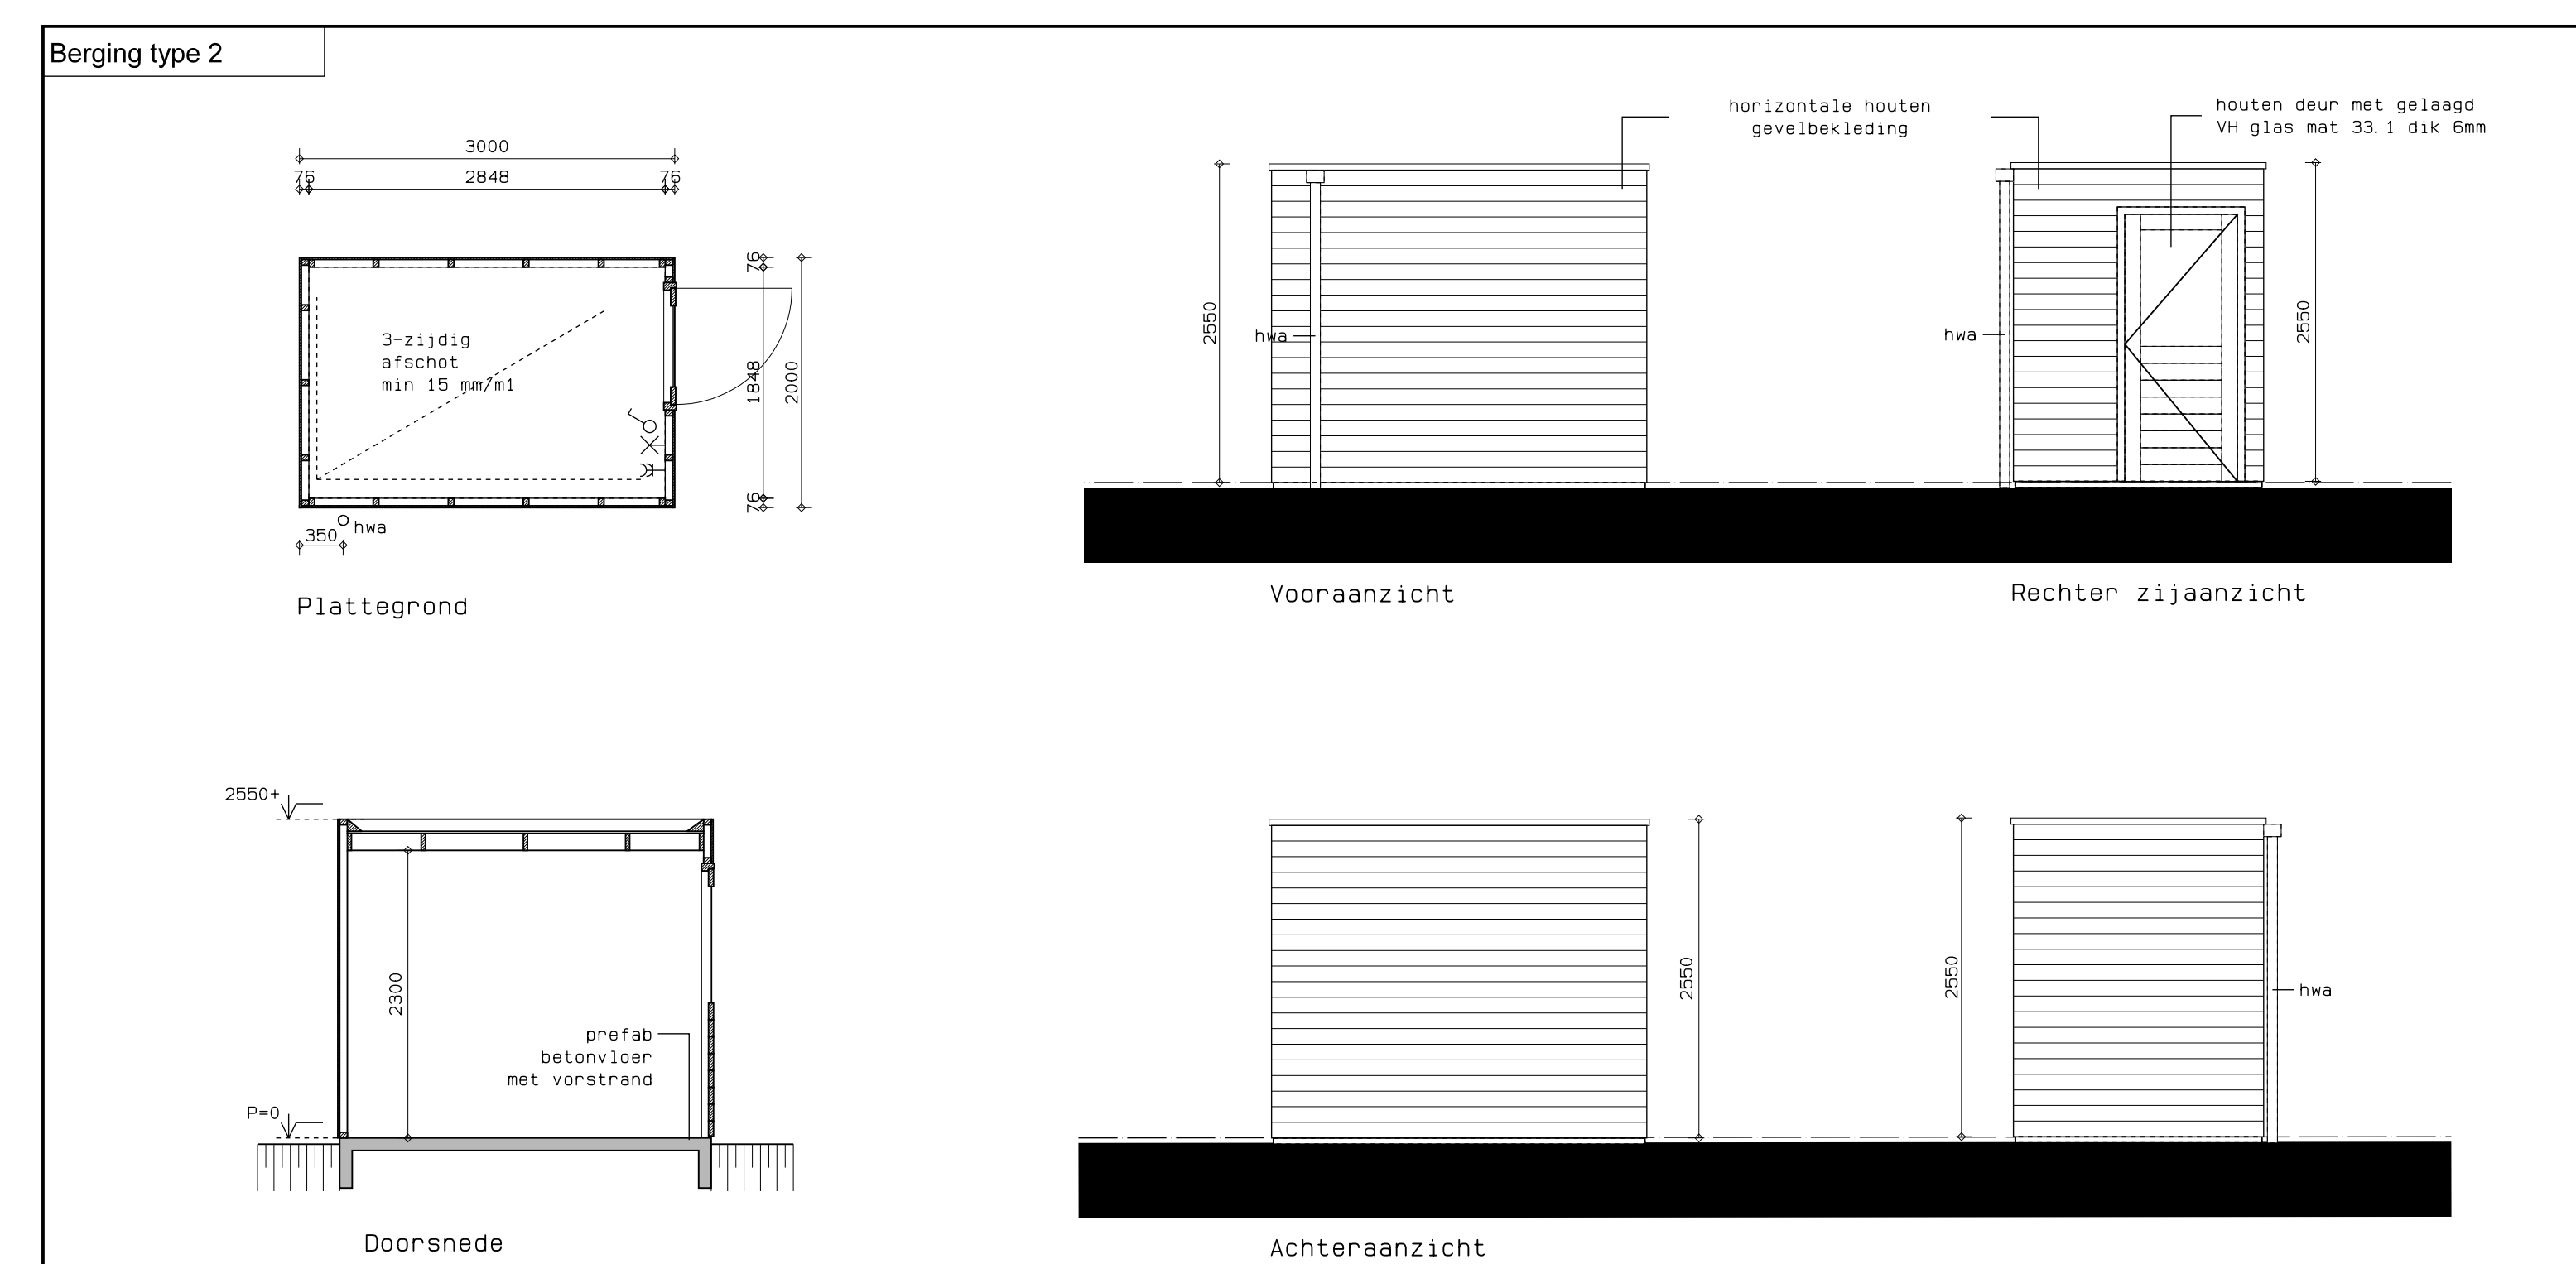 Berging type 2
3000
76 2848 76
3-zijdig
afschot
min 15 mm/m1
76
1848
2000
76
350
hwa
Plattegrond
horizontale houten
gevelbekleding
houten deur met gelaagd
VH glas mat 33.1 dik 6mm
2550
hwa
Vooraanzicht
hwa
2550
Rechter zijaanzicht
2550+
2300
prefab
betonvloer
met vorstrand
P=0
Doorsnede
2550
Achteraanzicht
2550
hwa